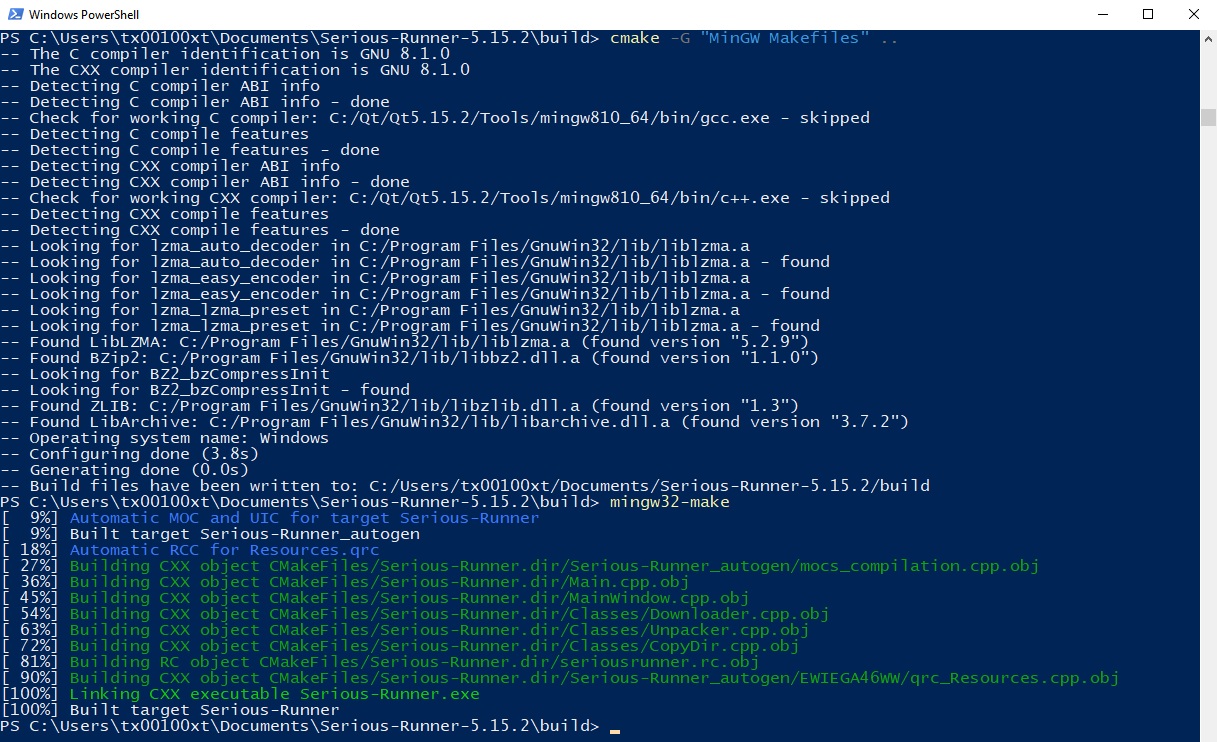 Windows PowerShell
PS C:\Users\tx00100xt\Documents\Serious-Runner-5.15.2\build> cmake -G "MinGW Makefiles" ..
-- The C compiler identification is GNU 8.1.0
-- The CXX compiler identification is GNU 8.1.0
-- Detecting C compiler ABI info
-- Detecting C compiler ABI info - done
-- Check for working C compiler: C:/Qt/Qt5.15.2/Tools/mingw810_64/bin/gcc.exe - skipped
-- Detecting C compile features
-- Detecting C compile features - done
-- Detecting CXX compiler ABI info
-- Detecting CXX compiler ABI info - done
-- Check for working CXX compiler: C:/Qt/Qt5.15.2/Tools/mingw810_64/bin/c++.exe - skipped
-- Detecting CXX compile features
-- Detecting CXX compile features - done
-- Looking for lzma_auto_decoder in C:/Program Files/GnuWin32/lib/liblzma.a
-- Looking for lzma_auto_decoder in C:/Program Files/GnuWin32/lib/liblzma.a - found
-- Looking for lzma_easy_encoder in C:/Program Files/GnuWin32/lib/liblzma.a
-- Looking for lzma_easy_encoder in C:/Program Files/GnuWin32/lib/liblzma.a - found
-- Looking for lzma_lzma_preset in C:/Program Files/GnuWin32/lib/liblzma.a
-- Looking for lzma_lzma_preset in C:/Program Files/GnuWin32/lib/liblzma.a - found
-- Found LibLZMA: C:/Program Files/GnuWin32/lib/liblzma.a (found version "5.2.9")
-- Found BZip2: C:/Program Files/GnuWin32/lib/libbz2.dll.a (found version "1.1.0")
-- Looking for BZ2_bzCompressInit
-- Looking for BZ2_bzCompressInit - found
-- Found ZLIB: C:/Program Files/GnuWin32/lib/libzlib.dll.a (found version "1.3")
-- Found LibArchive: C:/Program Files/GnuWin32/lib/libarchive.dll.a (found version "3.7.2")
-- Operating system name: Windows
-- Configuring done (3.8s)
-- Generating done (0.0s)
-- Build files have been written to: C:/Users/tx00100xt/Documents/Serious-Runner-5.15.2/build
PS C:\Users\tx00100xt\Documents\Serious-Runner-5.15.2\build> mingw32-make
[  9%] Automatic MOC and UIC for target Serious-Runner
[  9%] Built target Serious-Runner_autogen
[ 18%] Automatic RCC for Resources.qrc
[ 27%] Building CXX object CMakeFiles/Serious-Runner.dir/Serious-Runner_autogen/mocs_compilation.cpp.obj
[ 36%] Building CXX object CMakeFiles/Serious-Runner.dir/Main.cpp.obj
[ 45%] Building CXX object CMakeFiles/Serious-Runner.dir/MainWindow.cpp.obj
[ 54%] Building CXX object CMakeFiles/Serious-Runner.dir/Classes/Downloader.cpp.obj
[ 63%] Building CXX object CMakeFiles/Serious-Runner.dir/Classes/Unpacker.cpp.obj
[ 72%] Building CXX object CMakeFiles/Serious-Runner.dir/Classes/CopyDir.cpp.obj
[ 81%] Building RC object CMakeFiles/Serious-Runner.dir/seriousrunner.rc.obj
[ 90%] Building CXX object CMakeFiles/Serious-Runner.dir/Serious-Runner_autogen/EWIEGA46WW/qrc_Resources.cpp.obj
[100%] Linking CXX executable Serious-Runner.exe
[100%] Built target Serious-Runner
PS C:\Users\tx00100xt\Documents\Serious-Runner-5.15.2\build>